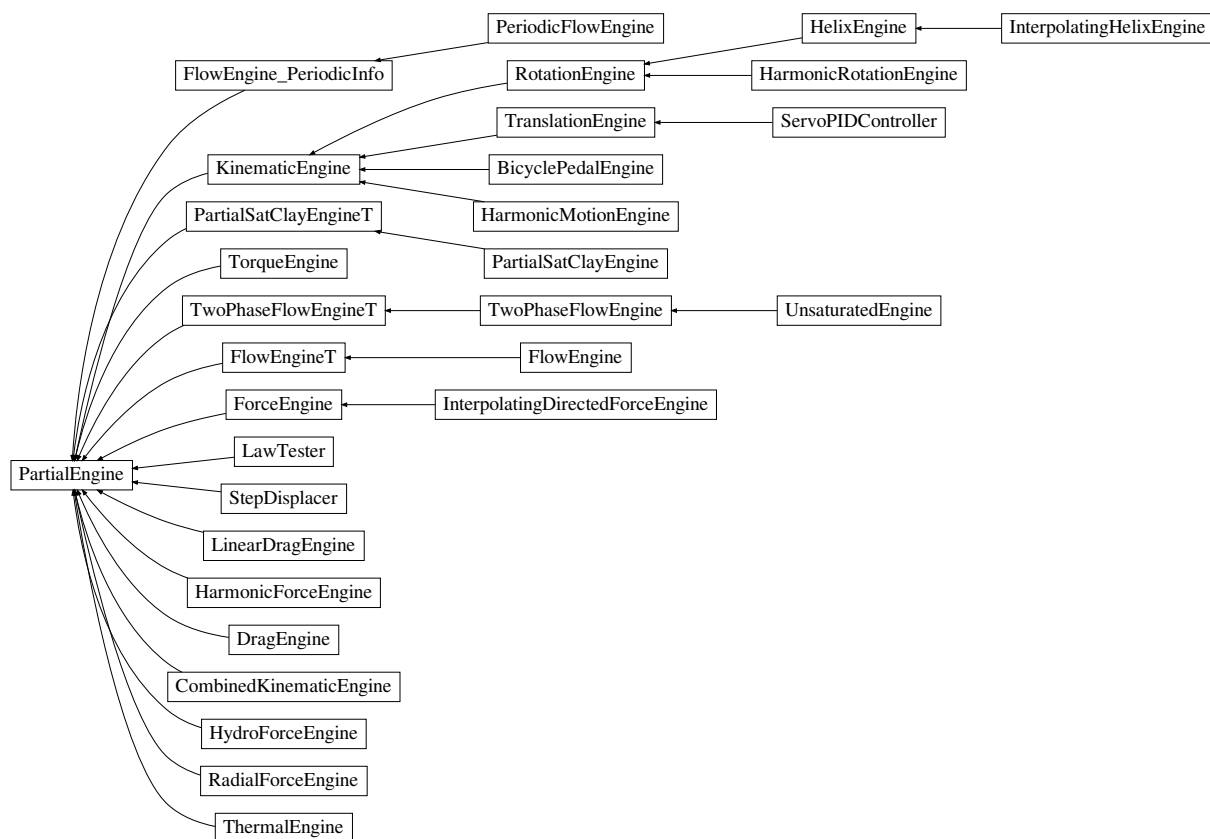 PeriodicFlowEngine
HelixEngine
InterpolatingHelixEngine
FlowEngine_PeriodicInfo
RotationEngine
HarmonicRotationEngine
TranslationEngine
ServoPIDController
KinematicEngine
BicyclePedalEngine
PartialSatClayEngineT
HarmonicMotionEngine
TorqueEngine
PartialSatClayEngine
TwoPhaseFlowEngineT
TwoPhaseFlowEngine
UnsaturatedEngine
FlowEngineT
FlowEngine
ForceEngine
InterpolatingDirectedForceEngine
LawTester
PartialEngine
StepDisplacer
LinearDragEngine
HarmonicForceEngine
DragEngine
CombinedKinematicEngine
HydroForceEngine
RadialForceEngine
ThermalEngine